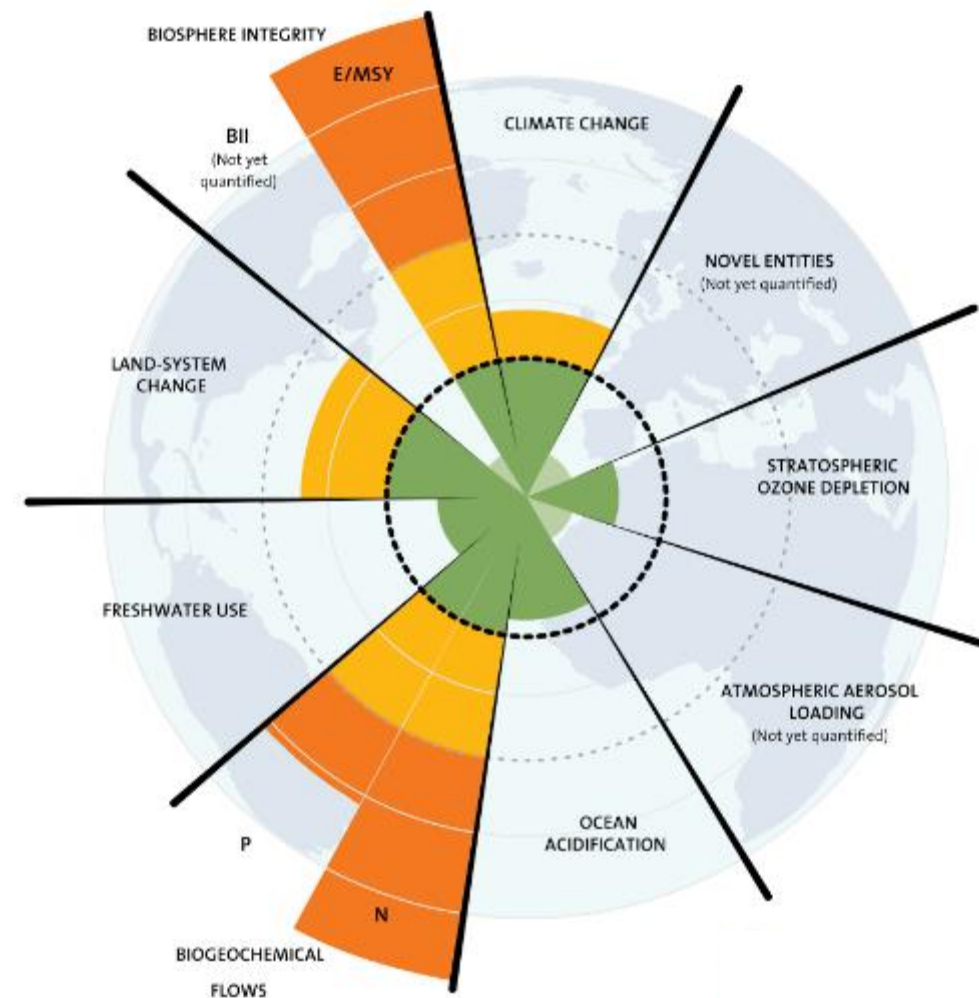 BIOSPHERE INTEGRITY
E/MSY
BII
(Not yet
quantified)
CLIMATE CHANGE
NOVEL ENTITIES
(Not yet quantified)
LAND-SYSTEM
CHANGE
STRATOSPHERIC
OZONE DEPLETION
FRESHWATER USE
ATMOSPHERIC AEROSOL
LOADING
(Not yet quantified)
OCEAN
ACIDIFICATION
P
N
BIOGEOCHEMICAL
FLOWS